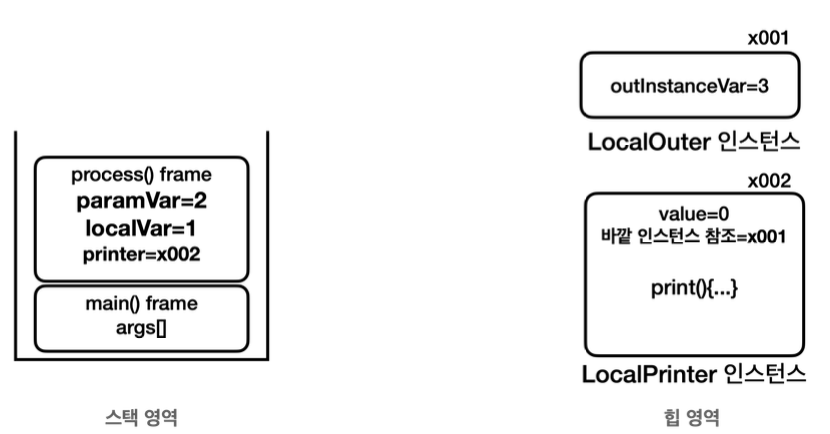 process() frame
paramVar=2
localVar=1
printer=x002
main() frame
args[]
스택 영역
x001
outInstanceVar=3
LocalOuter 인스턴스
x002
value=0
바깥 인스턴스 참조=x001
print(){...}
LocalPrinter 인스턴스
힙 영역